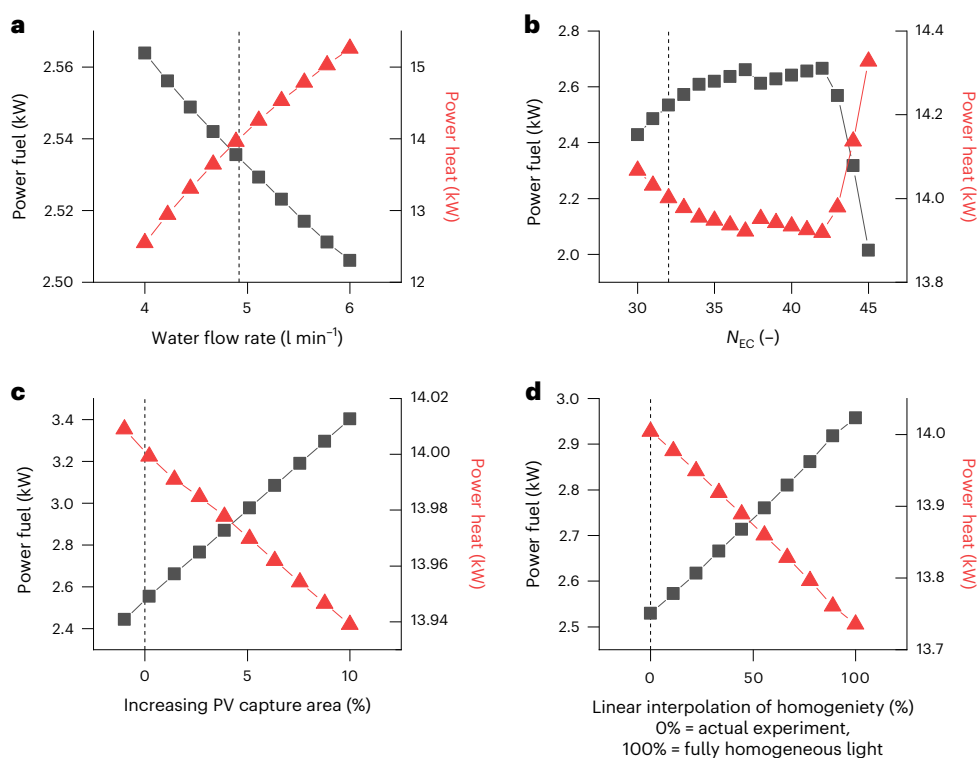 a
2.56
2.54
2.52
2.50
Power fuel (kW)
15
14
13
12
Power heat (kW)
4
5
6
Water flow rate (l min⁻¹)
b
2.8
2.6
2.4
2.2
2.0
Power fuel (kW)
14.4
14.2
14.0
13.8
Power heat (kW)
30
35
40
45
N_EC (–)
c
3.4
3.2
3.0
2.8
2.6
2.4
Power fuel (kW)
14.02
14.00
13.98
13.96
13.94
Power heat (kW)
0
5
10
Increasing PV capture area (%)
d
3.0
2.9
2.8
2.7
2.6
2.5
Power fuel (kW)
14.0
13.9
13.8
13.7
Power heat (kW)
0
50
100
Linear interpolation of homogeniety (%)
0% = actual experiment,
100% = fully homogeneous light